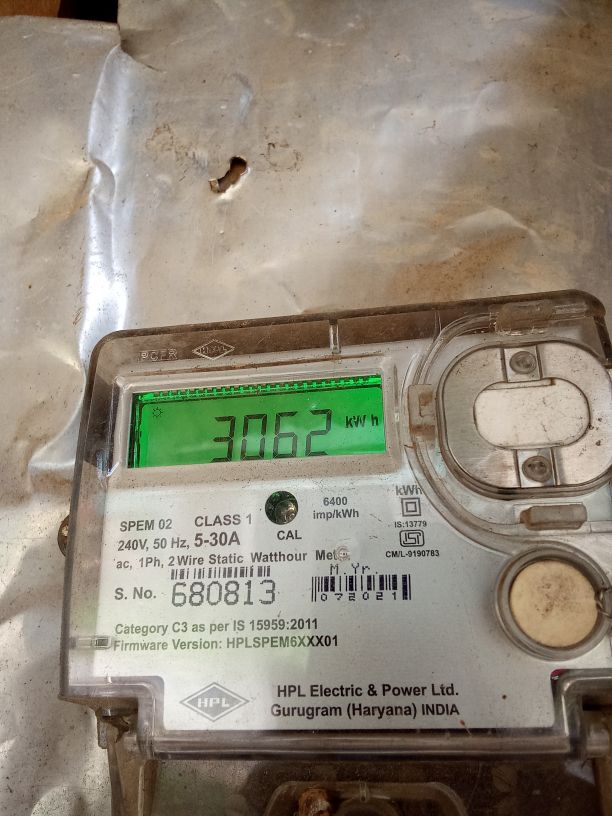 3062 kWh
6400
imp/kWh
kWh
IS:13779
CM/L-9190783
SPEM 02 CLASS 1
CAL
240V, 50 Hz, 5-30A
ac, 1Ph, 2 Wire Static Watthour
M. Yr.
S. No. 680813
072021
Category C3 as per IS 15959:2011
Firmware Version: HPLSPEM6XXX01
HPL
HPL Electric & Power Ltd.
Gurugram (Haryana) INDIA